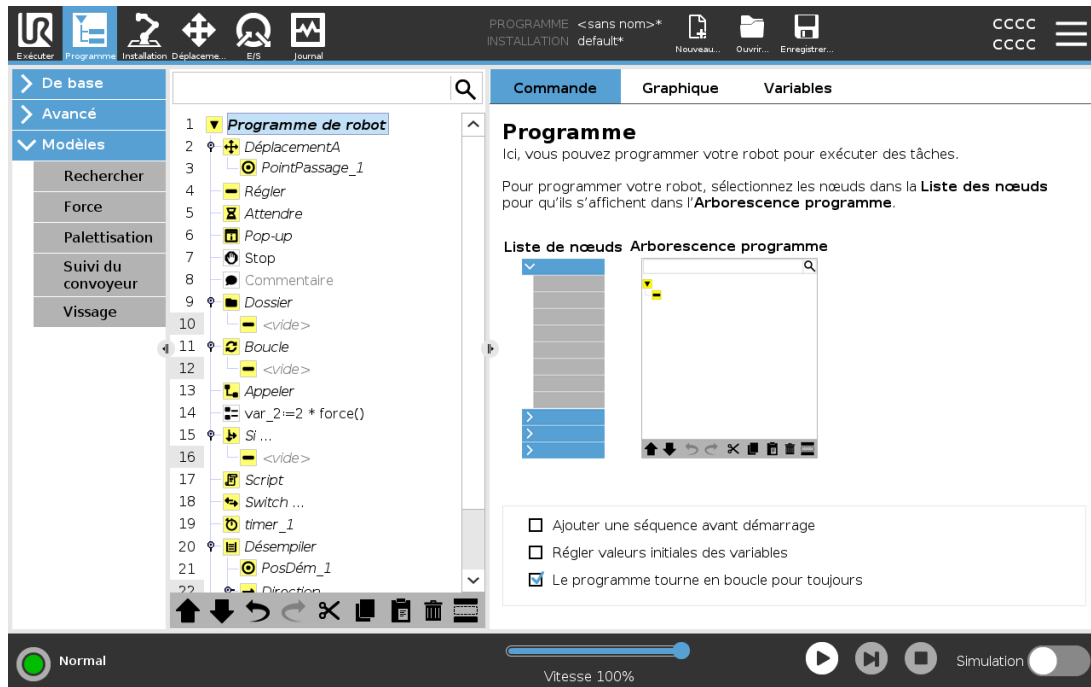 PROGRAMME <sans nom>*
INSTALLATION default*
CCCC
CCCC
Exécuter Programme Installation Déplaceme... E/S Journal
Nouveau... Ouvrir... Enregistrer...
De base
Avancé
Modèles
Rechercher
Force
Palettisation
Suivi du
convoyeur
Vissage
1 Programme de robot
2 DéplacementA
3 PointPassage_1
4 Régler
5 Attendre
6 Pop-up
7 Stop
8 Commentaire
9 Dossier
10 <vide>
11 Boucle
12 <vide>
13 Appeler
14 var_2:=2 * force()
15 Si ...
16 <vide>
17 Script
18 Switch ...
19 timer_1
20 Désempiler
21 PosDém_1
22 Direction
Commande Graphique Variables
Programme
Ici, vous pouvez programmer votre robot pour exécuter des tâches.
Pour programmer votre robot, sélectionnez les nœuds dans la Liste des nœuds
pour qu'ils s'affichent dans l'Arborescence programme.
Liste de nœuds Arborescence programme
Ajouter une séquence avant démarrage
Régler valeurs initiales des variables
Le programme tourne en boucle pour toujours
Normal
Vitesse 100%
Simulation